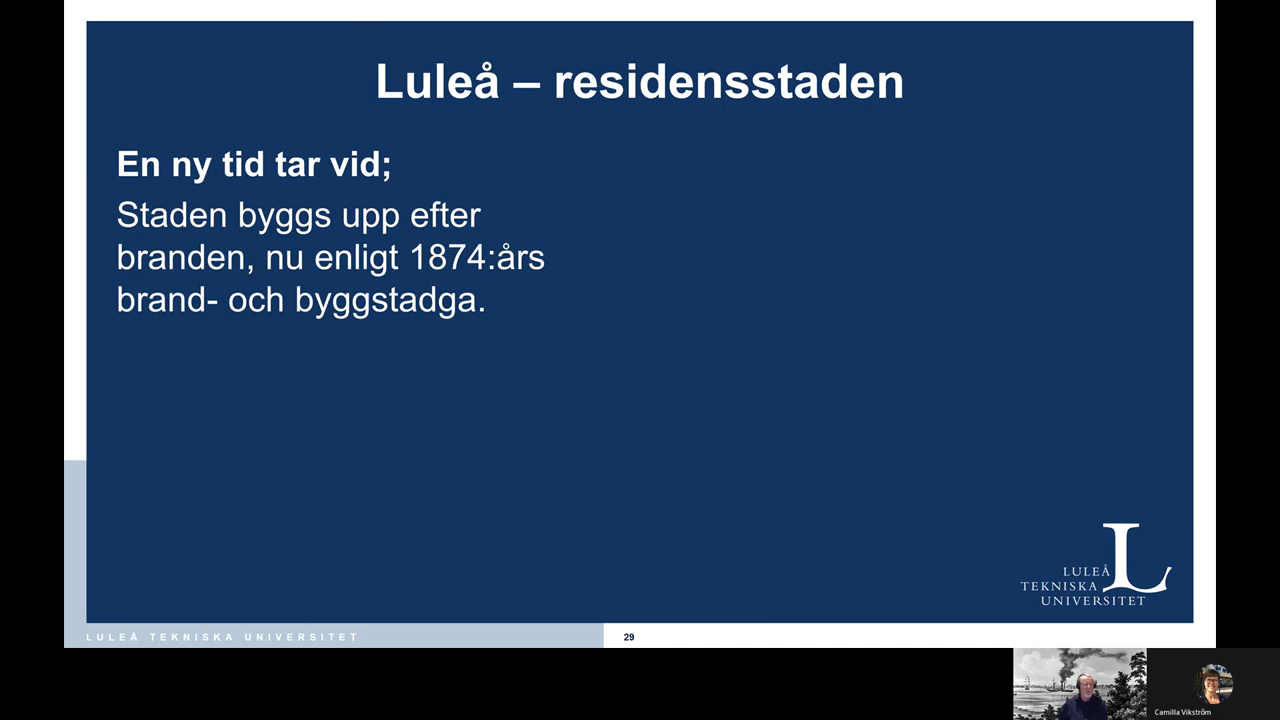 Luleå – residensstaden
En ny tid tar vid;
Staden byggs upp efter
branden, nu enligt 1874:års
brand- och byggstadga.
LULEÅ
TEKNISKA
UNIVERSITET
L
LULEÅ TEKNISKA UNIVERSITET
29
Camilla Vikström